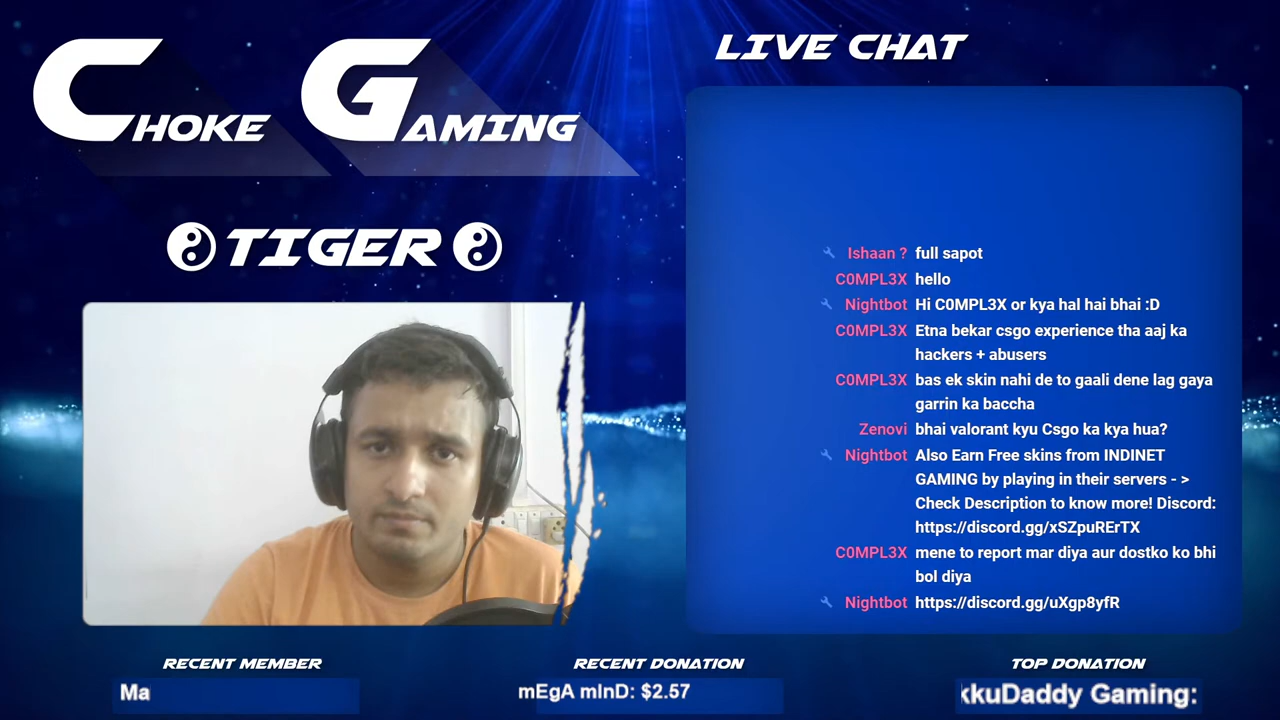 CHOKE GAMING
TIGER
LIVE CHAT
Ishaan ? full sapot
C0MPL3X hello
Nightbot Hi C0MPL3X or kya hal hai bhai :D
C0MPL3X Etna bekar csgo experience tha aaj ka
hackers + abusers
C0MPL3X bas ek skin nahi de to gaali dene lag gaya
garrin ka baccha
Zenovi bhai valorant kyu Csgo ka kya hua?
Nightbot Also Earn Free skins from INDINET
GAMING by playing in their servers - >
Check Description to know more! Discord:
https://discord.gg/xSZpuRErTX
C0MPL3X mene to report mar diya aur dostko ko bhi
bol diya
Nightbot https://discord.gg/uXgp8yfR
RECENT MEMBER
Ma
RECENT DONATION
mEgA mInD: $2.57
TOP DONATION
kkuDaddy Gaming: